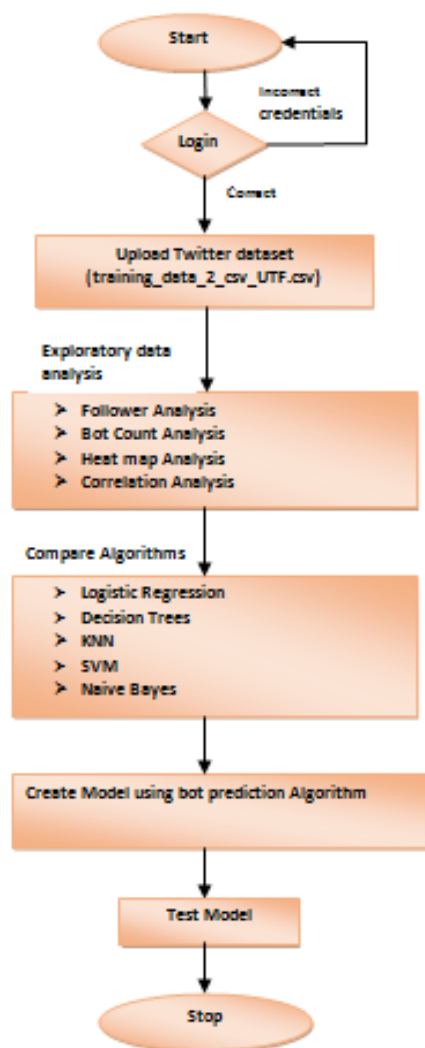 Start
Incorrect
credentials
Login
Correct
Upload Twitter dataset
(training_data_2_csv_UTF.csv)
Exploratory data
analysis
➤ Follower Analysis
➤ Bot Count Analysis
➤ Heat map Analysis
➤ Correlation Analysis
Compare Algorithms
➤ Logistic Regression
➤ Decision Trees
➤ KNN
➤ SVM
➤ Naive Bayes
Create Model using bot prediction Algorithm
Test Model
Stop